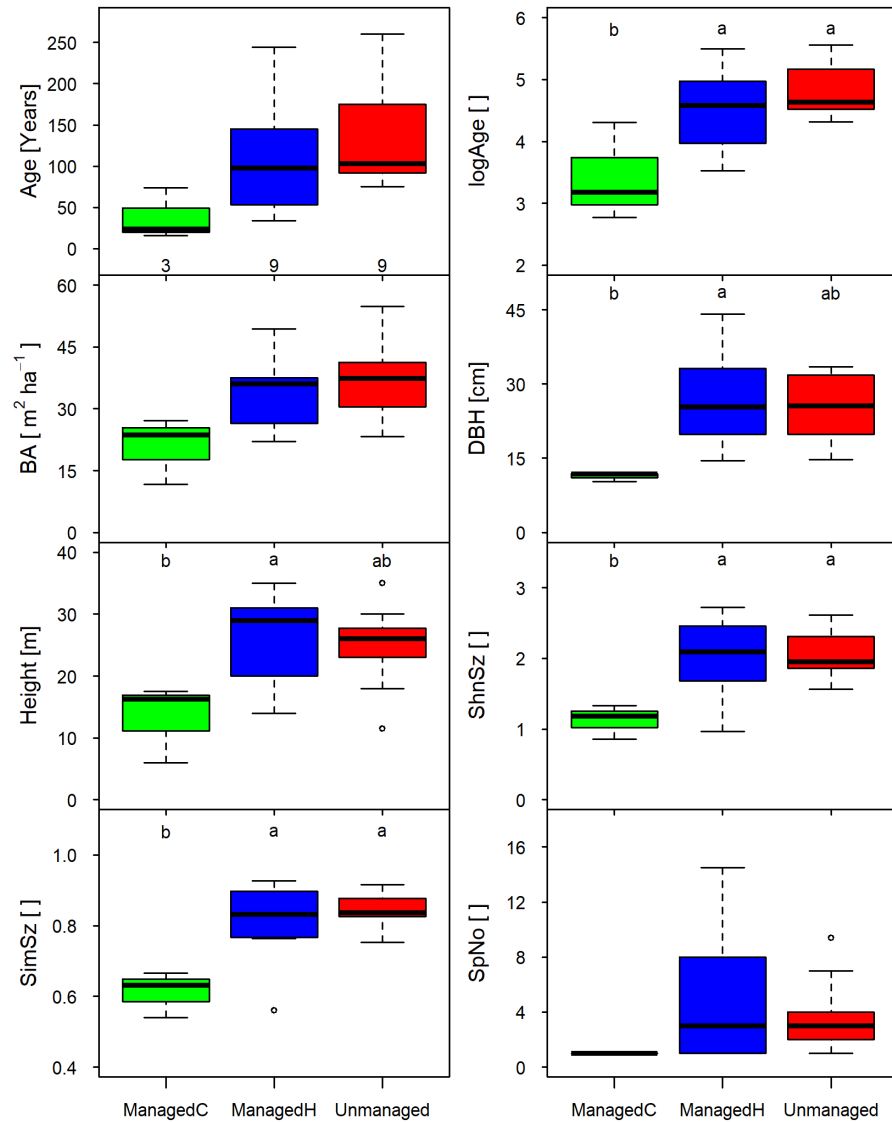 Age [Years]
250
200
150
100
50
0
3 9 9
logAge [ ]
b a a
6
5
4
3
2
BA [ m² ha⁻¹ ]
60
45
30
15
0
DBH [cm]
b a ab
45
30
15
0
Height [m]
b a ab
40
30
20
10
0
ShnSz [ ]
b a a
3
2
1
0
SimSz [ ]
b a a
1.0
0.8
0.6
0.4
SpNo [ ]
16
12
8
4
0
ManagedC ManagedH Unmanaged
ManagedC ManagedH Unmanaged